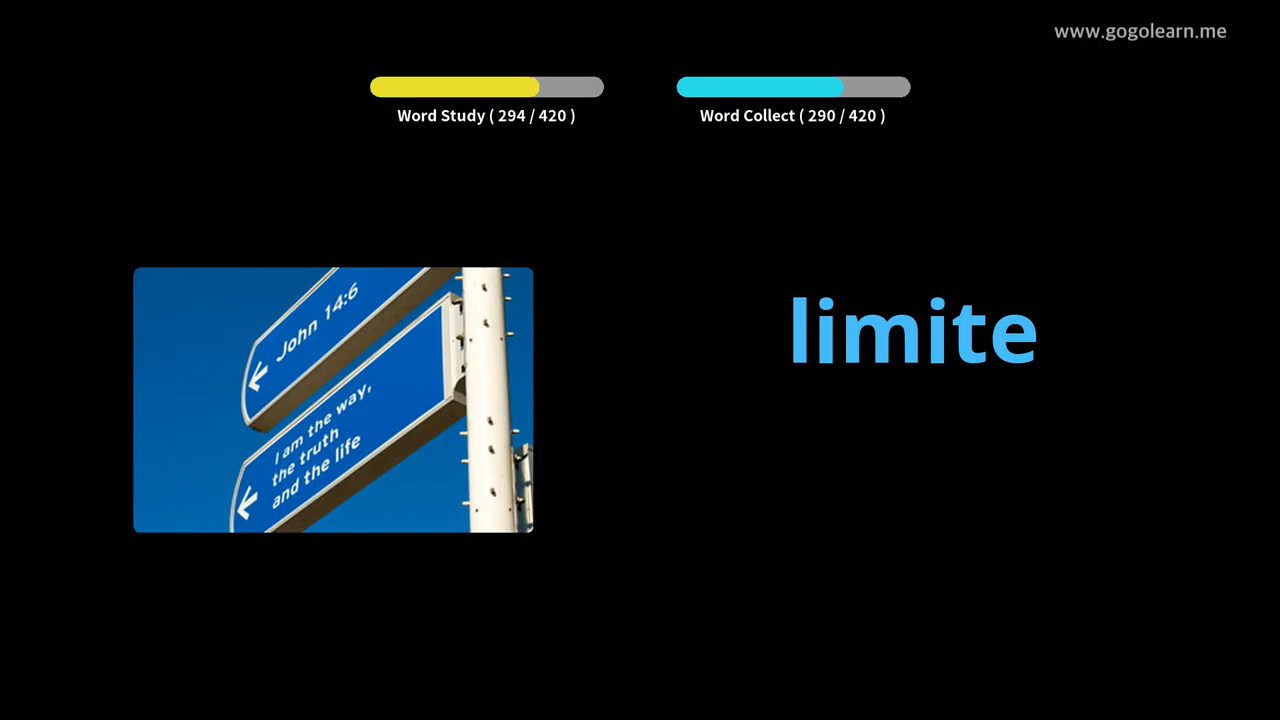 www.gogolearn.me
Word Study ( 294 / 420 )
Word Collect ( 290 / 420 )
John 14:6
I am the way,
the truth
and the life
limite